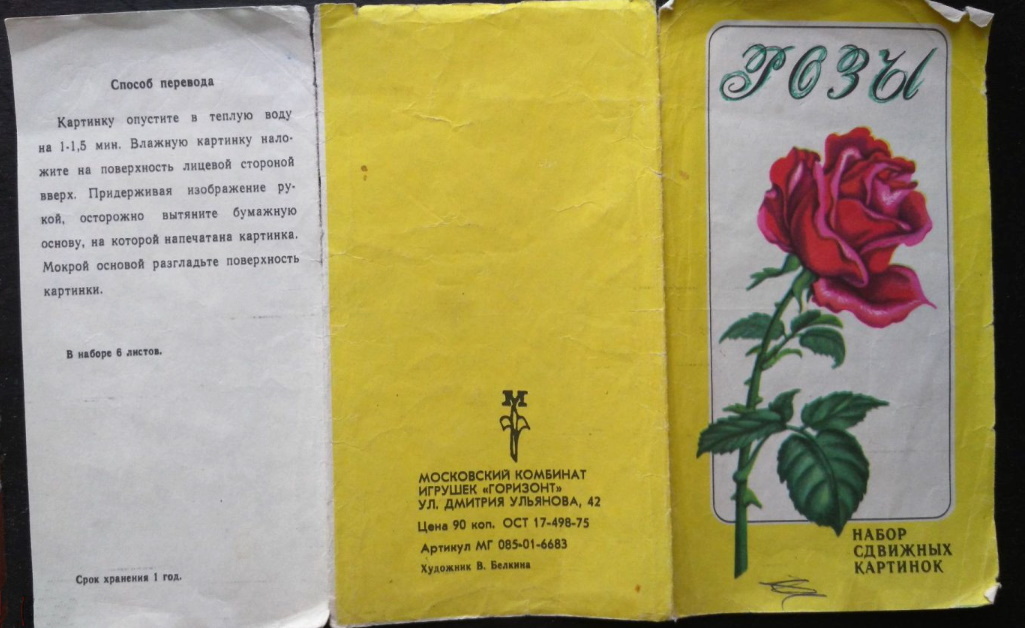 Способ перевода
Картинку опустите в теплую воду
на 1-1,5 мин. Влажную картинку нало-
жите на поверхность лицевой стороной
вверх. Придерживая изображение ру-
кой, осторожно вытяните бумажную
основу, на которой напечатана картинка.
Мокрой основой разгладьте поверхность
картинки.
В наборе 6 листов.
Срок хранения 1 год.
М
МОСКОВСКИЙ КОМБИНАТ
ИГРУШЕК «ГОРИЗОНТ»
УЛ. ДМИТРИЯ УЛЬЯНОВА, 42
Цена 90 коп. ОСТ 17-498-75
Артикул МГ 085-01-6683
Художник В. Белкина
РОЗЫ
НАБОР
СДВИЖНЫХ
КАРТИНОК